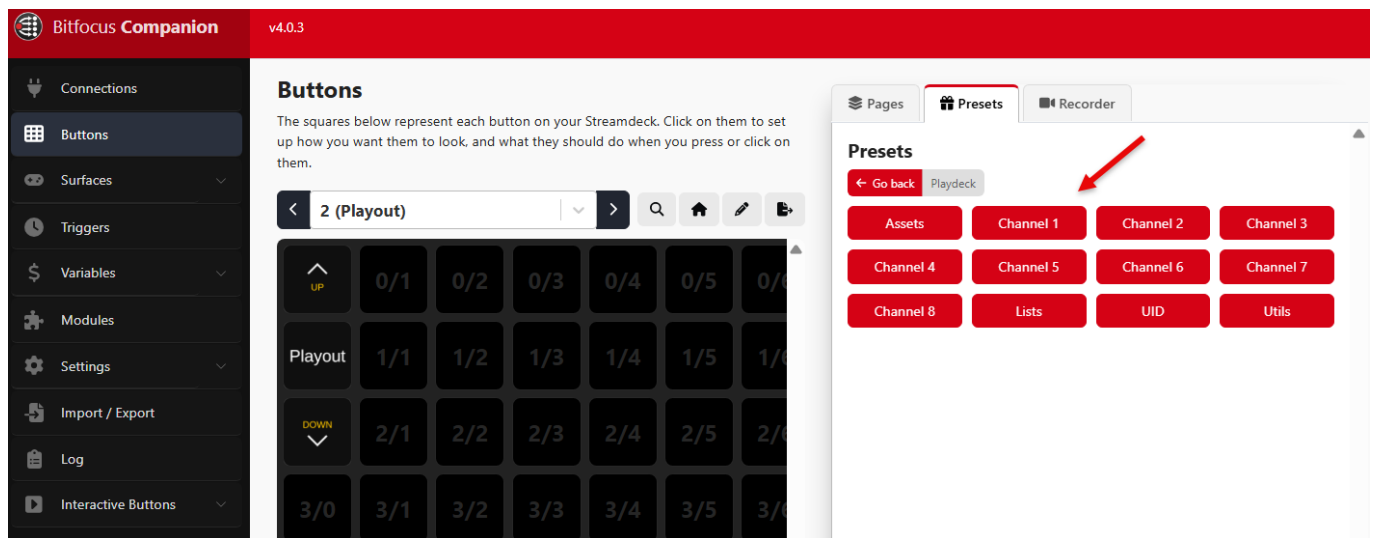 Bitfocus Companion
v4.0.3
Connections
Buttons
Surfaces
Triggers
Variables
Modules
Settings
Import / Export
Log
Interactive Buttons
Buttons
The squares below represent each button on your Streamdeck. Click on them to set
up how you want them to look, and what they should do when you press or click on
them.
2 (Playout)
UP 0/1 0/2 0/3 0/4 0/5
Playout 1/1 1/2 1/3 1/4 1/5
DOWN 2/1 2/2 2/3 2/4 2/5
3/0 3/1 3/2 3/3 3/4 3/5
Pages Presets Recorder
Presets
Go back Playdeck
Assets Channel 1 Channel 2 Channel 3
Channel 4 Channel 5 Channel 6 Channel 7
Channel 8 Lists UID Utils